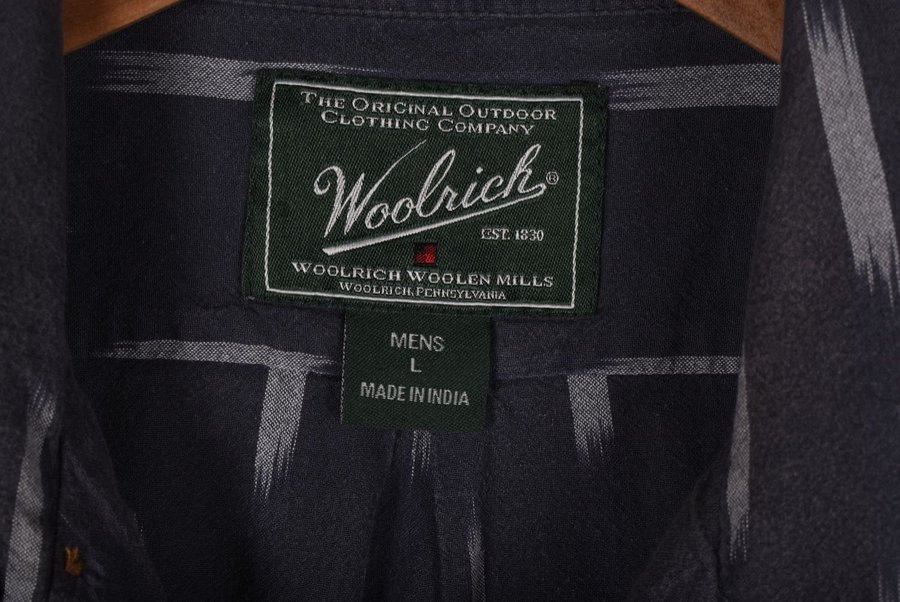 THE ORIGINAL OUTDOOR
CLOTHING COMPANY
Woolrich®
EST. 1830
WOOLRICH WOOLEN MILLS
WOOLRICH, PENNSYLVANIA
MENS
L
MADE IN INDIA